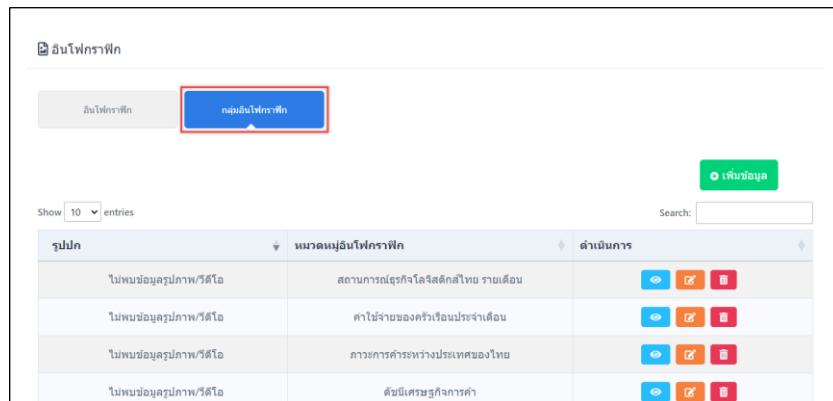 อินโฟกราฟิก
อินโฟกราฟิก กลุ่มอินโฟกราฟิก
เพิ่มข้อมูล
Show 10 entries Search:
รูปปก หมวดหมู่อินโฟกราฟิก ดำเนินการ
ไม่พบข้อมูลรูปภาพ/วีดีโอ สถานการณ์ธุรกิจโลจิสติกส์ไทย รายเดือน
ไม่พบข้อมูลรูปภาพ/วีดีโอ ค่าใช้จ่ายของครัวเรือนประจำเดือน
ไม่พบข้อมูลรูปภาพ/วีดีโอ ภาวะการค้าระหว่างประเทศของไทย
ไม่พบข้อมูลรูปภาพ/วีดีโอ ดัชนีเศรษฐกิจการค้า